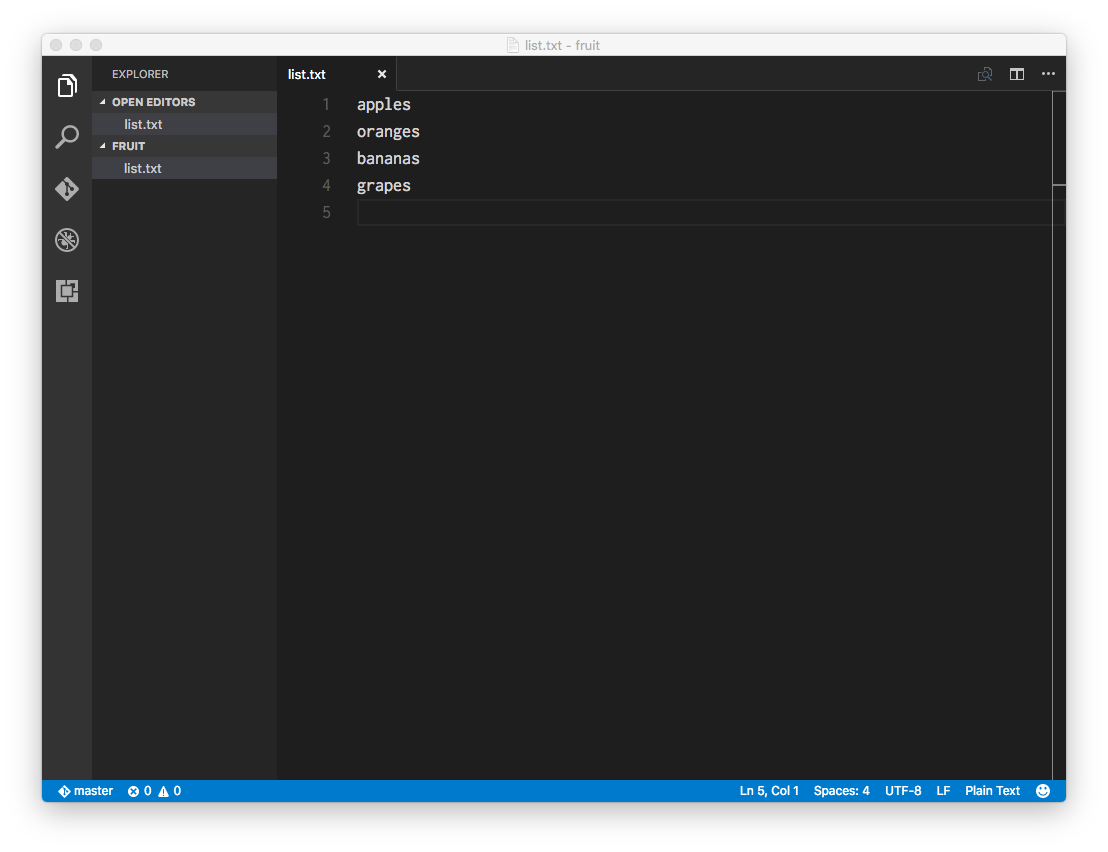 list.txt - fruit
EXPLORER
OPEN EDITORS
list.txt
FRUIT
list.txt
list.txt
1 apples
2 oranges
3 bananas
4 grapes
5
master 0 0 Ln 5, Col 1 Spaces: 4 UTF-8 LF Plain Text